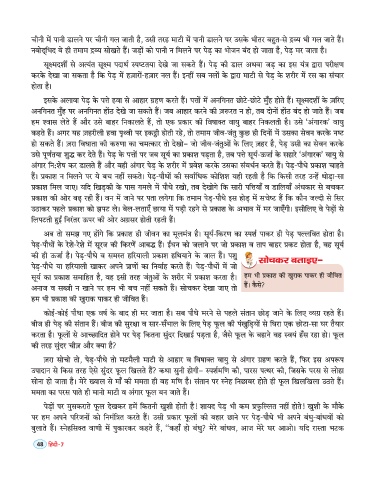 चीनी में पानी डालने पर चीनी गल जाती है, उसी तरह माटी में पानी डालने पर उसके भीतर बहुत-से द्रव्य भी गल जाते हैं।
सूक्ष्मदर्शी से अत्यंत सूक्ष्म पदार्थ स्पष्टतया देखे जा सकते हैं। पेड़ की डाल अथवा जड़ का इस यंत्र द्वारा परीक्षण
करके देखा जा सकता है कि पेड़ में हज़ारों-हज़ार नल हैं। इन्हीं सब नलों के द्वारा माटी से पेड़ के शरीर में रस का संचार
होता है।
इसके अलावा पेड़ के पत्ते हवा से आहार ग्रहण करते हैं। पत्तों में अनगिनत छोटे-छोटे मुँह होते हैं। सूक्ष्मदर्शी के ज़रिए
अनगिनत मुँह पर अनगिनत होंठ देखे जा सकते हैं। जब आहार करने की ज़रूरत न हो, तब दोनों होंठ बंद हो जाते हैं। जब
हम श्वास लेते हैं और उसे बाहर निकालते हैं, तो एक प्रकार की विषाक्त वायु बाहर निकलती है। उसे 'अंगारक' वायु
कहते हैं। अगर यह ज़हरीली हवा पृथ्वी पर इकट्ठी होती रहे, तो तमाम जीव-जंतु कुछ ही दिनों में उसका सेवन करके नष्ट
हो सकते हैं। ज़रा विधाता की करुणा का चमत्कार तो देखो– जो जीव-जंतुओं के लिए ज़हर है, पेड़ उसी का सेवन करके
उसे पूर्णतया शुद्ध कर देते हैं। पेड़ के पत्तों पर जब सूर्य का प्रकाश पड़ता है, तब पत्ते सूर्य-ऊर्जा के सहारे 'अंगारक' वायु से
अंगार निःशेष कर डालते हैं और यही अंगार पेड़ के शरीर में प्रवेश करके उसका संवर्धन करते हैं। पेड़-पौधे प्रकाश चाहते
हैं। प्रकाश न मिलने पर ये बच नहीं सकते। पेड़-पौधों की सर्वाधिक कोशिश यही रहती है कि किसी तरह उन्हें थोड़ा-सा
प्रकाश मिल जाए। यदि खिड़की के पास गमले में पौधे रखो, तब देखोगे कि सारी पत्तियाँ व डालियाँ अंधकार से बचकर
प्रकाश की ओर बढ़ रही हैं। वन में जाने पर पता लगेगा कि तमाम पेड़-पौधे इस होड़ में सचेष्ट हैं कि कौन जल्दी से सिर
उठाकर पहले प्रकाश को झपट ले। बेल-लताएँ छाया में पड़ी रहने से प्रकाश के अभाव में मर जाएँगी। इसीलिए वे पेड़ों से
लिपटती हुईं निरंतर ऊपर की ओर अग्रसर होती रहती हैं।
अब तो समझ गए होंगे कि प्रकाश ही जीवन का मूलमंत्र है। सूर्य-किरण का स्पर्श पाकर ही पेड़ पल्लवित होता है।
पेड़-पौधों के रेशे-रेशे में सूरज की किरणें आबद्ध हैं। ईंधन को जलाने पर जो प्रकाश व ताप बाहर प्रकट होता है, वह सूर्य
की ही ऊर्जा है। पेड़-पौधे व समस्त हरियाली प्रकाश हथियाने के जाल हैं। पशु
पेड़-पौधे या हरियाली खाकर अपने प्राणों का निर्वाह करते हैं। पेड़-पौधों में जो
सूर्य का प्रकाश समाहित है, वह इसी तरह जंतुओं के शरीर में प्रकाश करता है।
अनाज व सब्ज़ी न खाने पर हम भी बच नहीं सकते हैं। सोचकर देखा जाए तो
हम भी प्रकाश की खुराक पाकर ही जीवित हैं।
सोचकर बताइए–
हम भी प्रकाश की खुराक पाकर ही जीवित
हैं। कैसे?
कोई-कोई पौधा एक वर्ष के बाद ही मर जाता है। सब पौधे मरने से पहले संतान छोड़ जाने के लिए व्यग्र रहते हैं।
बीज ही पेड़ की संतान हैं। बीज की सुरक्षा व सार-सँभाल के लिए पेड़ फूल की पंखुड़ियों से घिरा एक छोटा-सा घर तैयार
करता है। फूलों से आच्छादित होने पर पेड़ कितना सुंदर दिखाई पड़ता है, जैसे फूल के बहाने वह स्वयं हँस रहा हो। फूल
की तरह सुंदर चीज़ और क्या है?
ज़रा सोचो तो, पेड़-पौधे तो मटमैली माटी से आहार व विषाक्त वायु से अंगार ग्रहण करते हैं, फिर इस अपरूप
उपादान से किस तरह ऐसे सुंदर फूल खिलते हैं? कथा सुनी होगी– स्पर्शमणि की, पारस पत्थर की, जिसके परस से लोहा
सोना हो जाता है। मेरे ख्याल से माँ की ममता ही वह मणि है। संतान पर स्नेह निछावर होते ही फूल खिलखिला उठते हैं।
ममता का परस पाते ही मानो माटी व अंगार फूल बन जाते हैं।
पेड़ों पर मुसकराते फूल देखकर हमें कितनी खुशी होती है! शायद पेड़ भी कम प्रफुल्लित नहीं होते! खुशी के मौके
पर हम अपने परिजनों को निमंत्रित करते हैं। उसी प्रकार फूलों की बहार छाने पर पेड़-पौधे भी अपने बंधु-बांधवों को
बुलाते हैं। स्नेहसिक्त वाणी में पुकारकर कहते हैं, "कहाँ हो बंधु? मेरे बांधव, आज मेरे घर आओ। यदि रास्ता भटक
48 हिन्दी-7